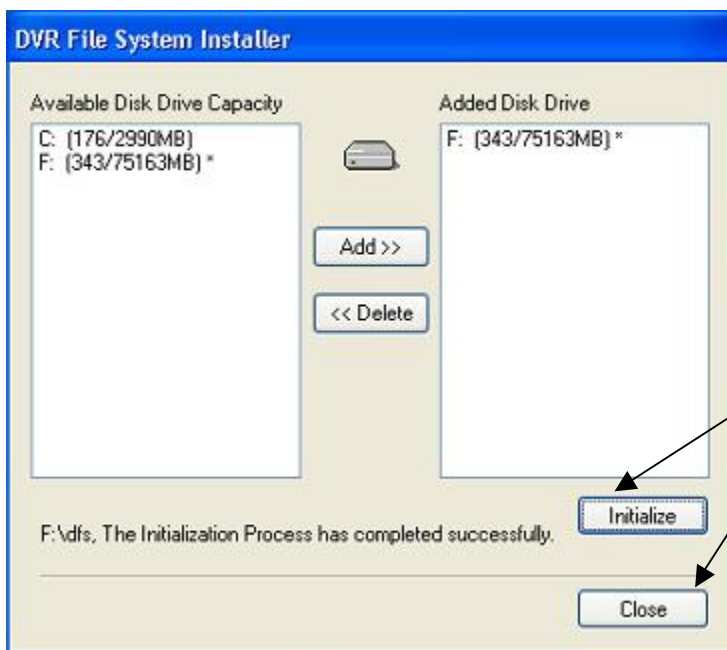 DVR File System Installer
Available Disk Drive Capacity
Added Disk Drive
C: (176/2990MB)
F: (343/75163MB) *
F: (343/75163MB) *
Add >>
<< Delete
Initialize
F:\dfs, The Initialization Process has completed successfully.
Close